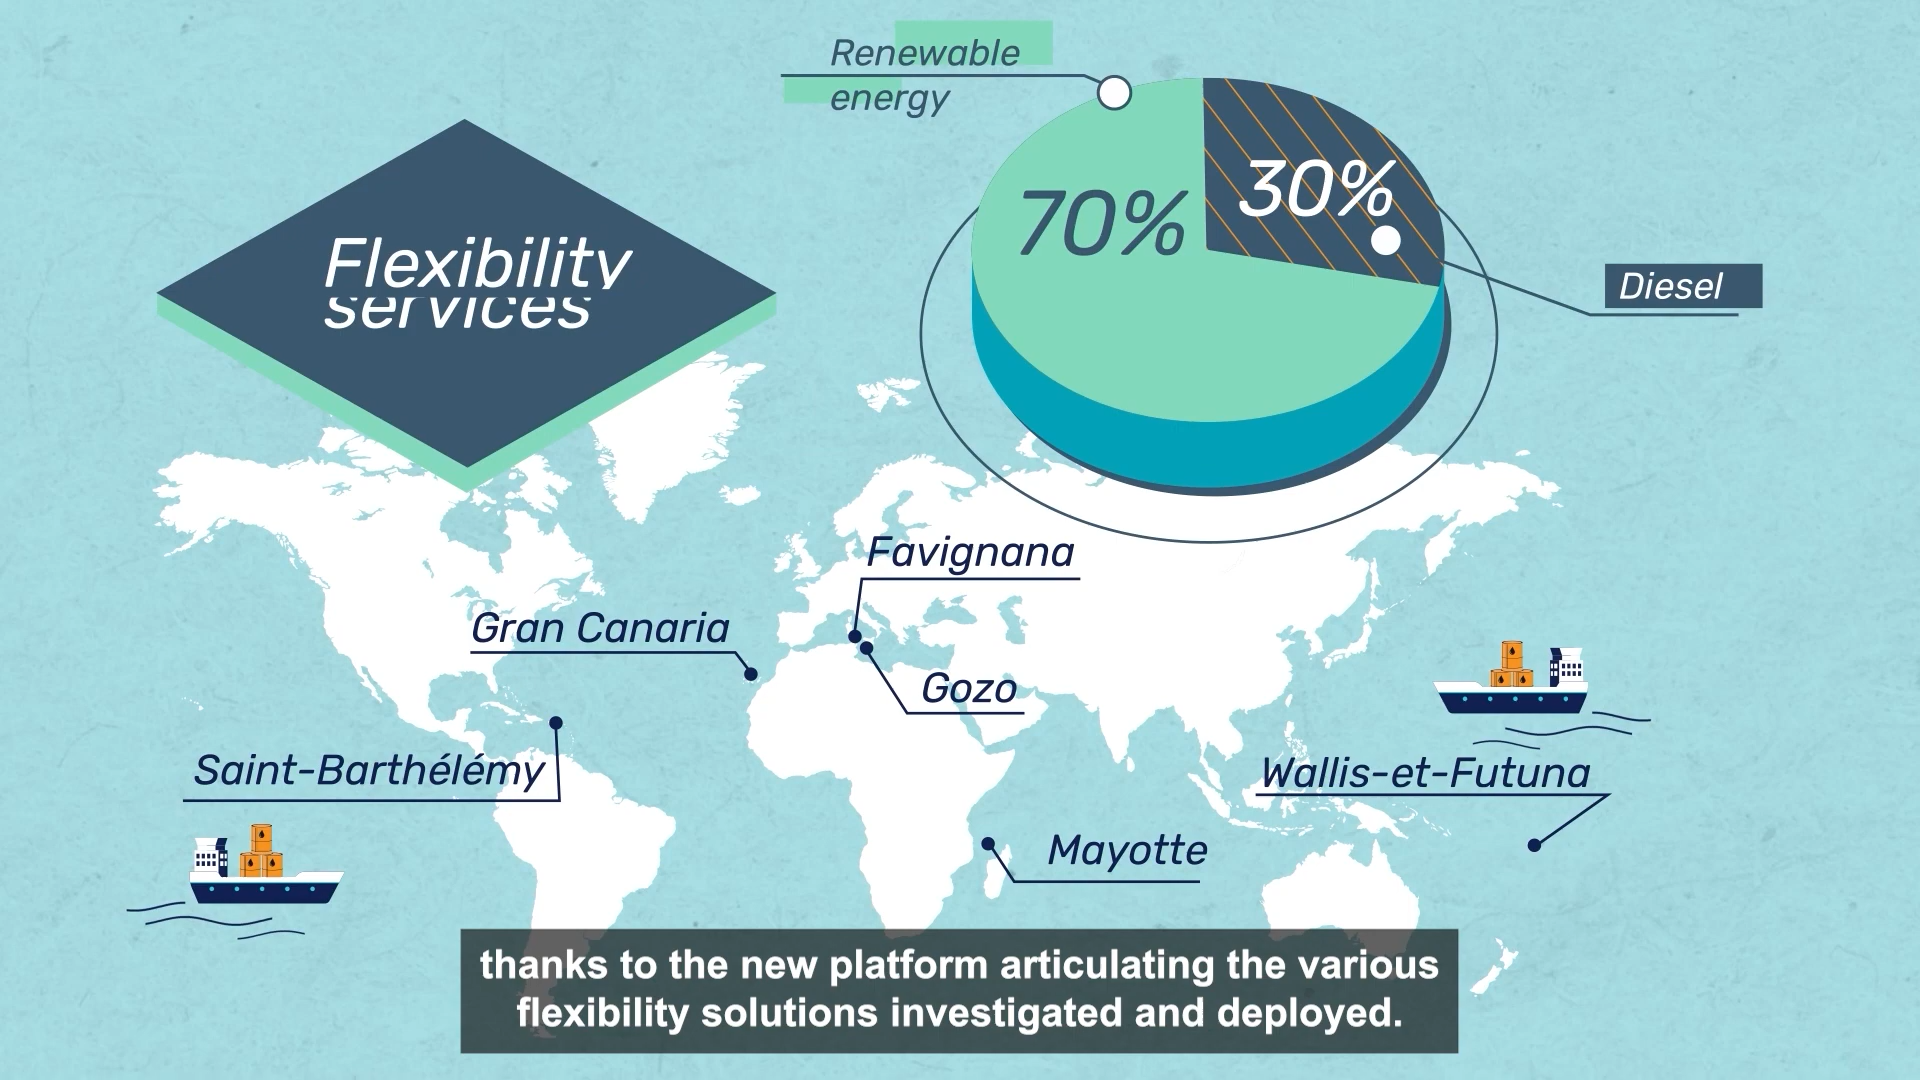 Renewable
energy
70%
30%
Diesel
Flexibility
services
Favignana
Gran Canaria
Gozo
Saint-Barthélémy
Wallis-et-Futuna
Mayotte
thanks to the new platform articulating the various
flexibility solutions investigated and deployed.